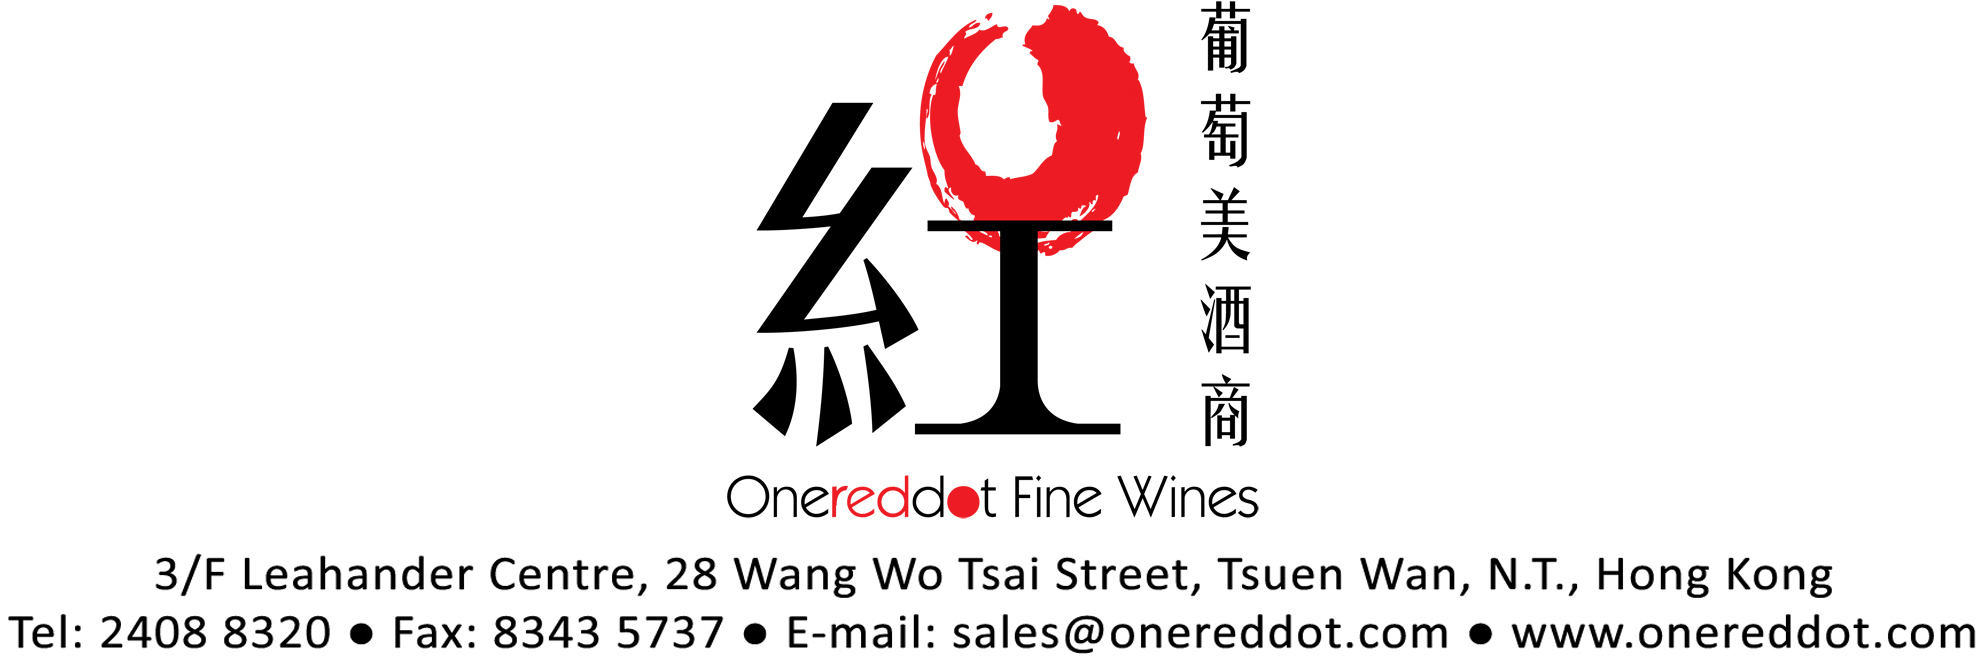 紅
葡萄美酒商
Onereddot Fine Wines
3/F Leahander Centre, 28 Wang Wo Tsai Street, Tsuen Wan, N.T., Hong Kong
Tel: 2408 8320 ● Fax: 8343 5737 ● E-mail: sales@onereddot.com ● www.onereddot.com